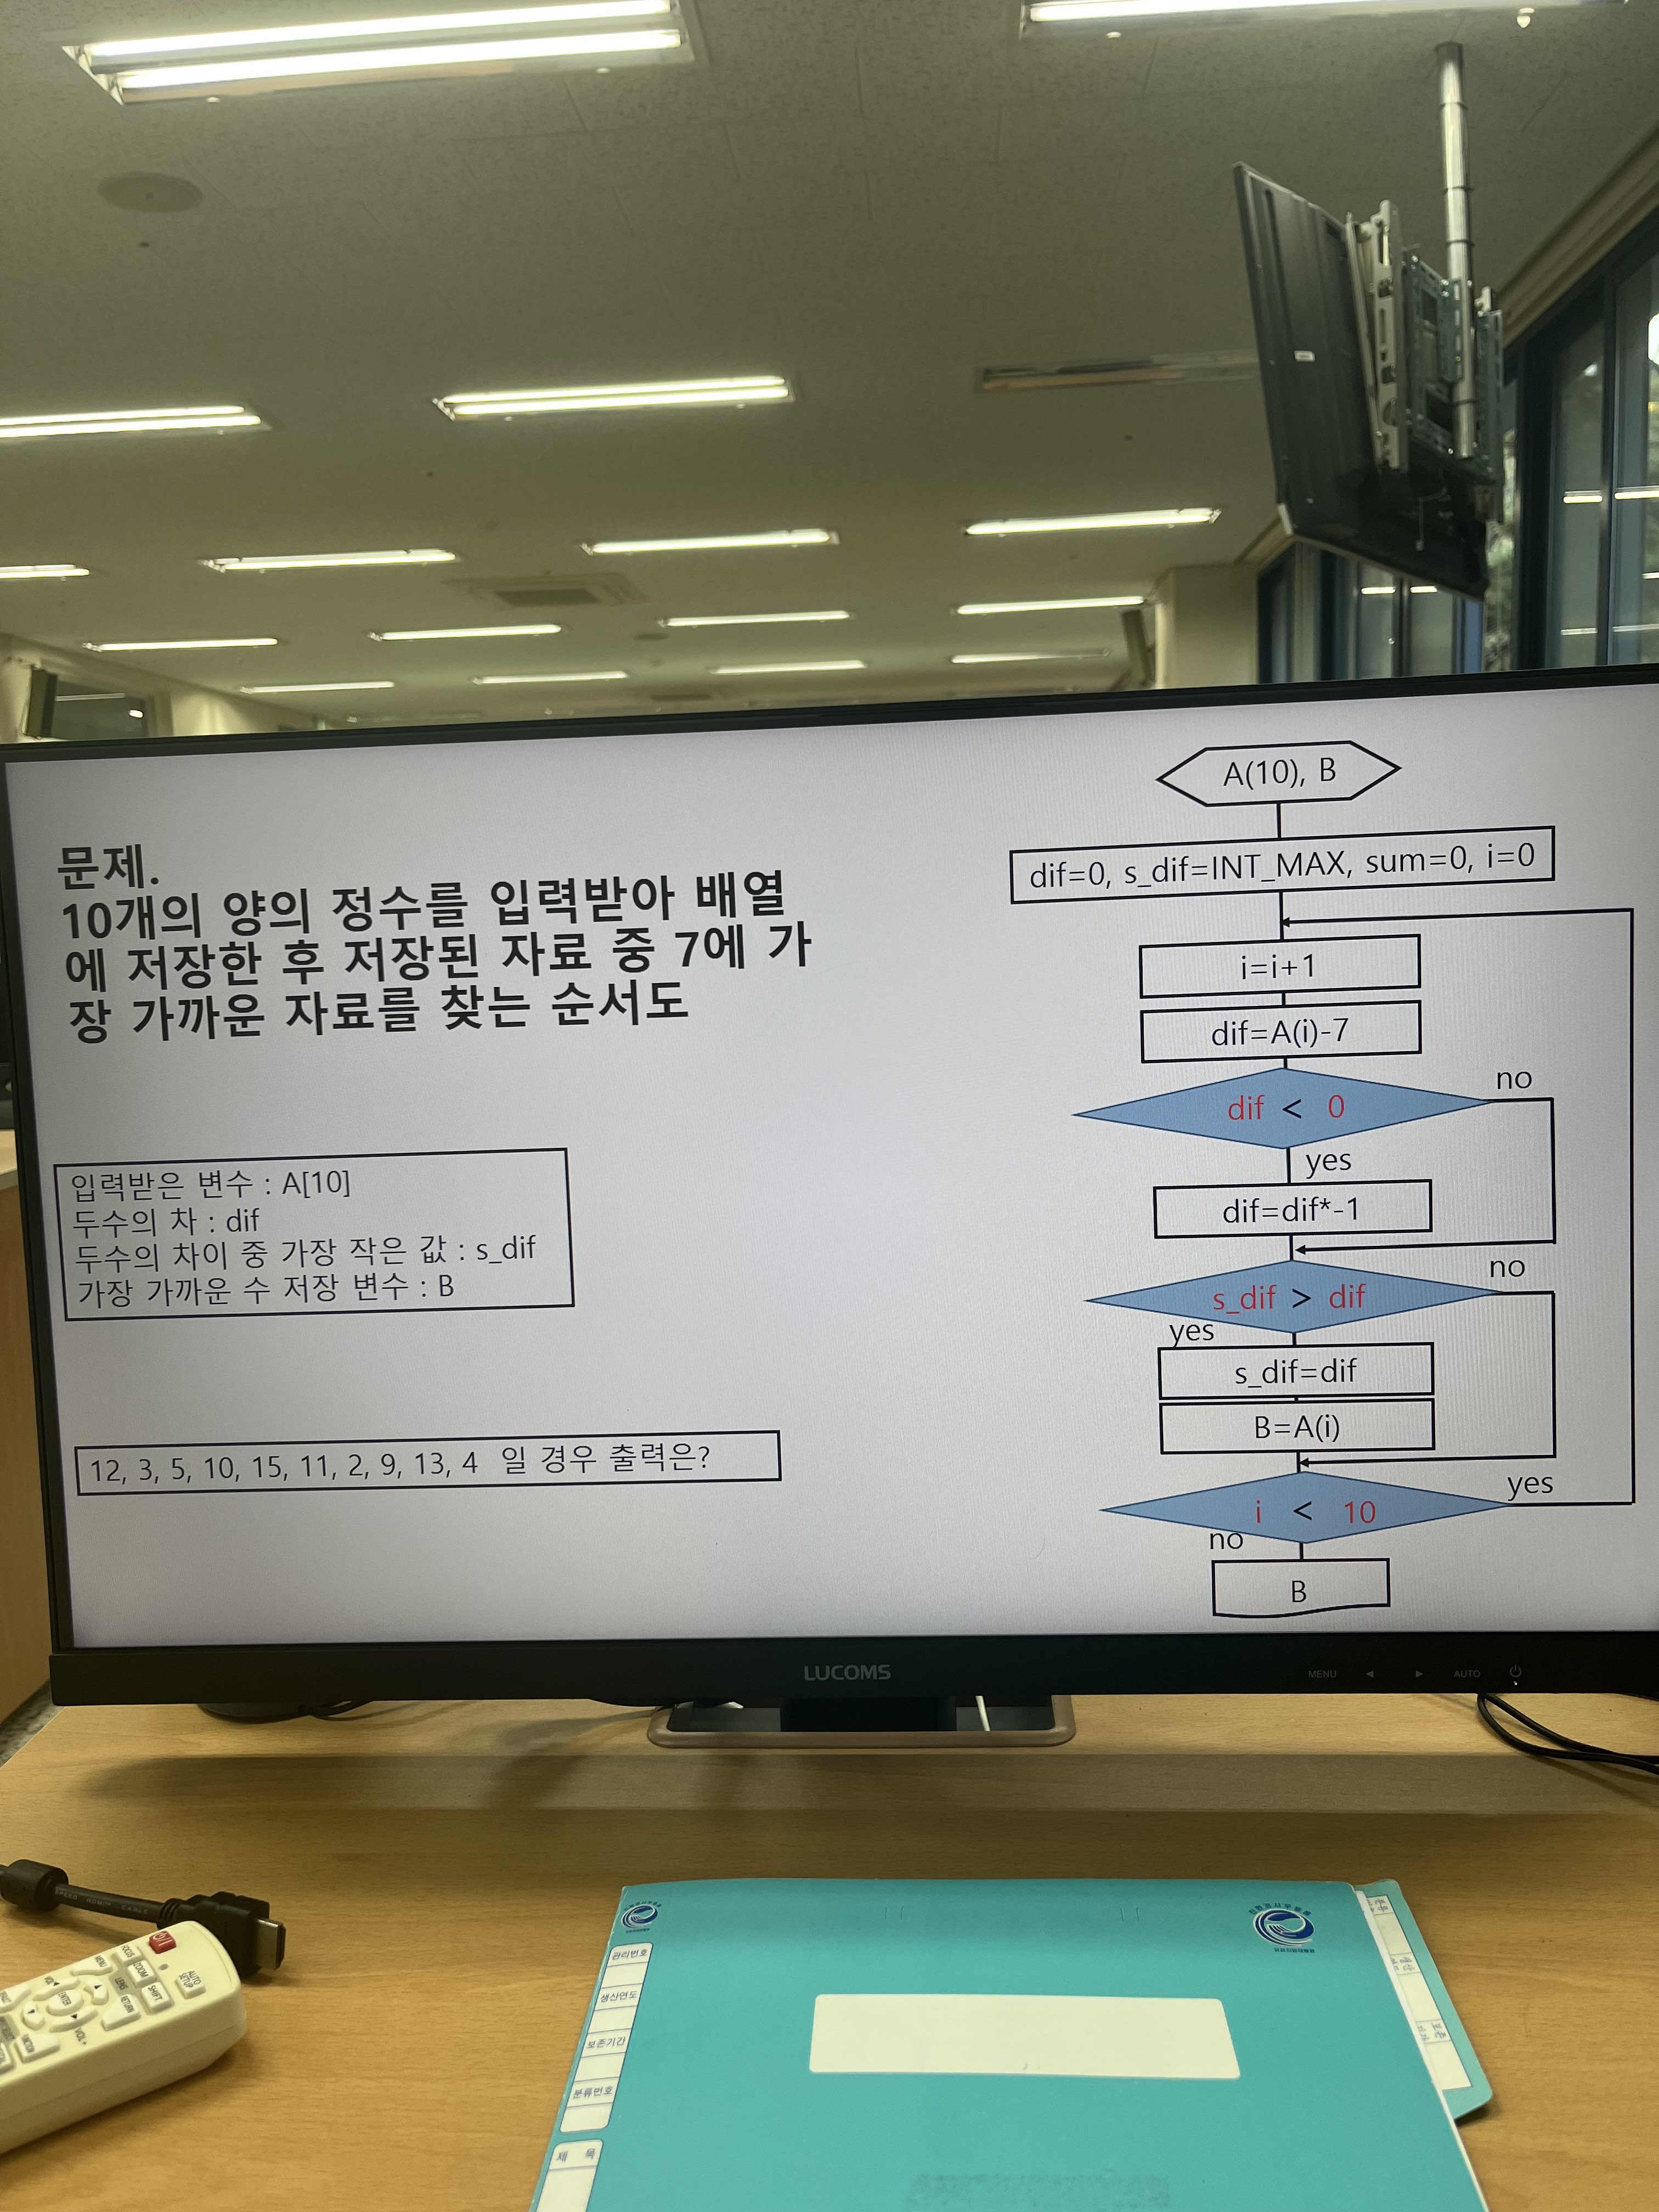 문제.
10개의 양의 정수를 입력받아 배열
에 저장한 후 저장된 자료 중 7에 가
장 가까운 자료를 찾는 순서도
입력받은 변수 : A[10]
두수의 차 : dif
두수의 차이 중 가장 작은 값 : s_dif
가장 가까운 수 저장 변수 : B
12, 3, 5, 10, 15, 11, 2, 9, 13, 4 일 경우 출력은?
A(10), B
dif=0, s_dif=INT_MAX, sum=0, i=0
i=i+1
dif=A(i)-7
dif < 0
no
yes
dif=dif*-1
s_dif > dif
no
yes
s_dif=dif
B=A(i)
i < 10
yes
no
B
LUCOMS
MENU
AUTO
관리번호
생산연도
보존기간
분류번호
제 목